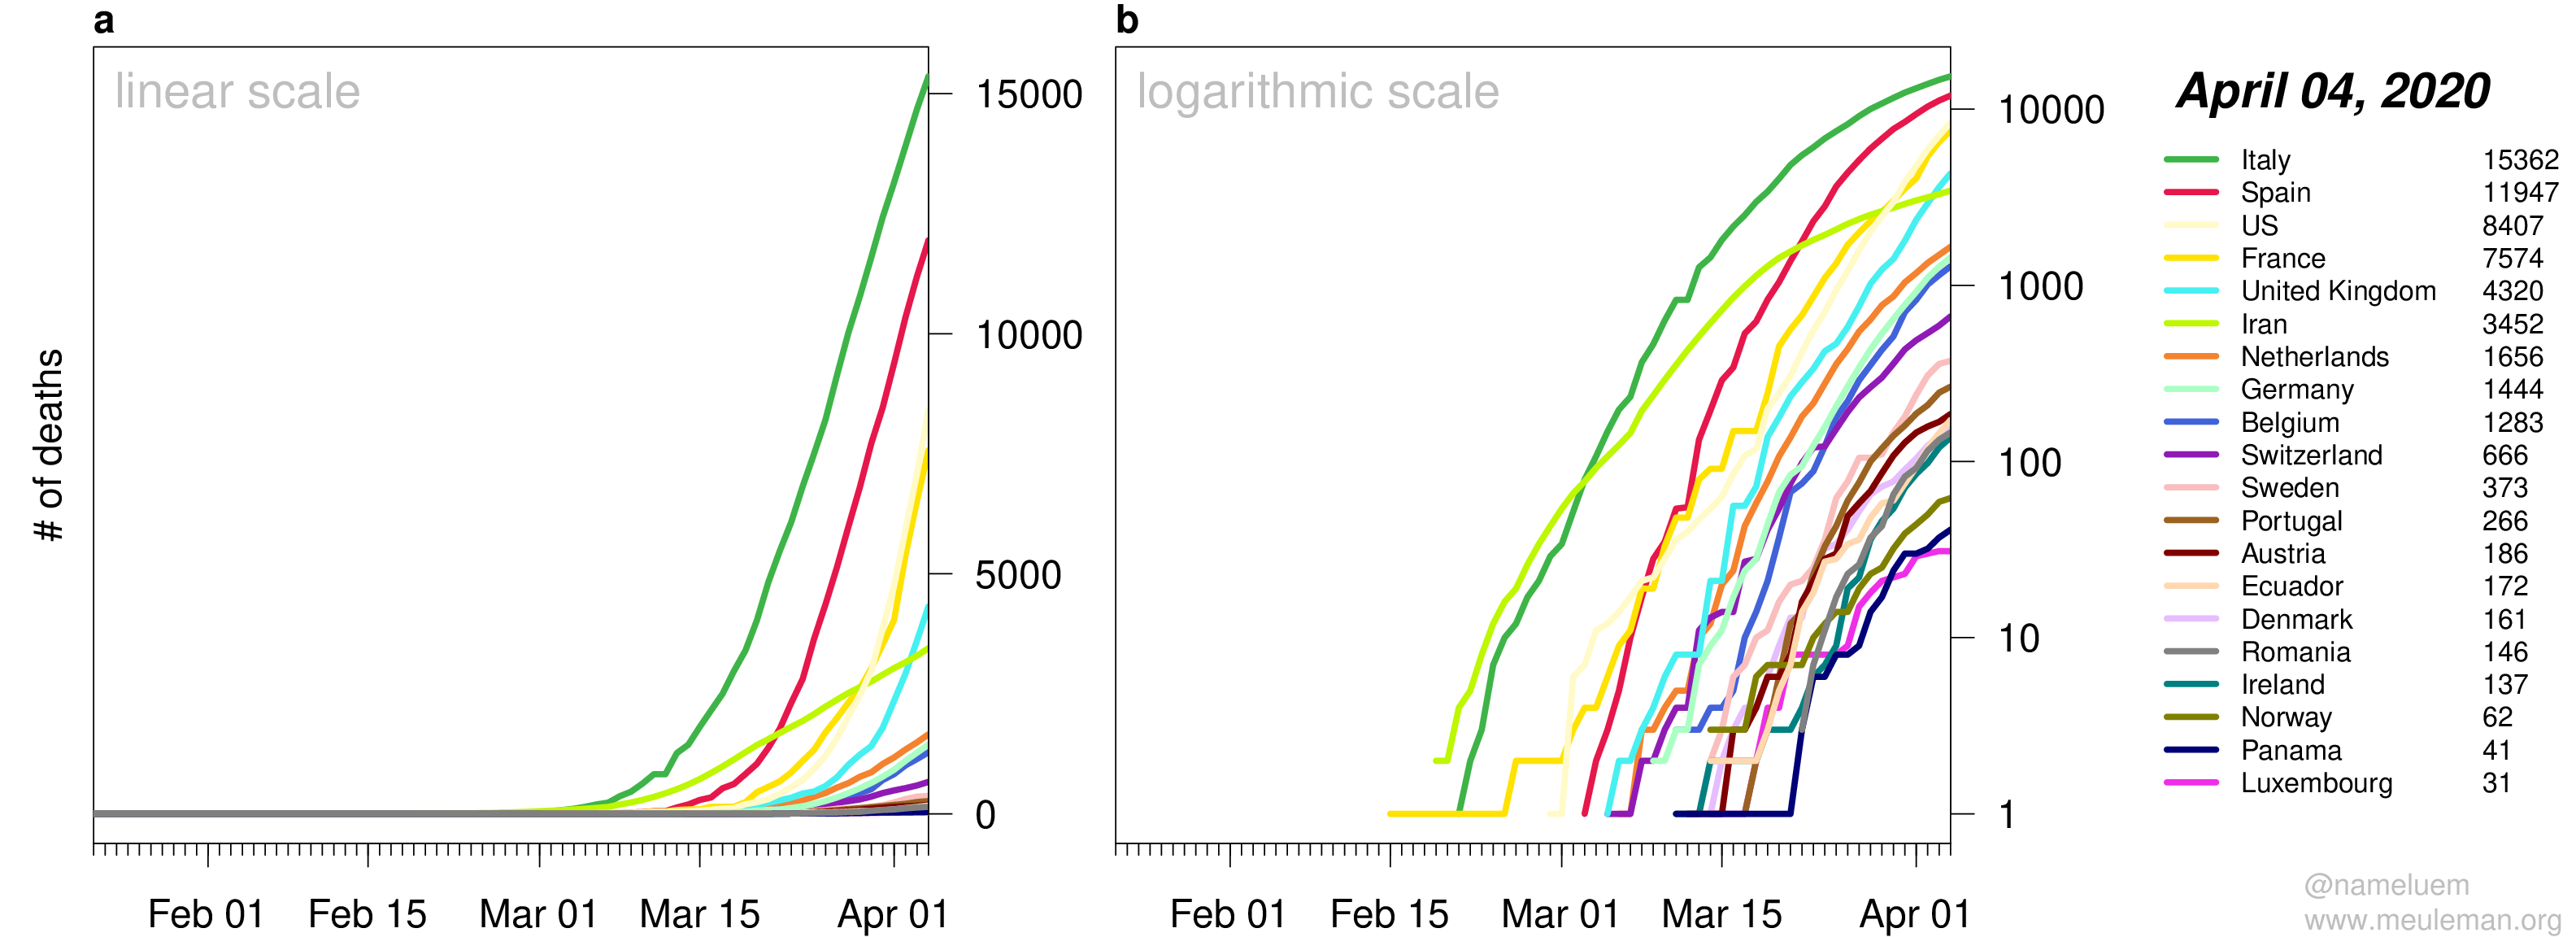 a
linear scale
# of deaths
15000
10000
5000
0
Feb 01 Feb 15 Mar 01 Mar 15 Apr 01
b
logarithmic scale
10000
1000
100
10
1
Feb 01 Feb 15 Mar 01 Mar 15 Apr 01
April 04, 2020
Italy 15362
Spain 11947
US 8407
France 7574
United Kingdom 4320
Iran 3452
Netherlands 1656
Germany 1444
Belgium 1283
Switzerland 666
Sweden 373
Portugal 266
Austria 186
Ecuador 172
Denmark 161
Romania 146
Ireland 137
Norway 62
Panama 41
Luxembourg 31
@nameluem
www.meuleman.org